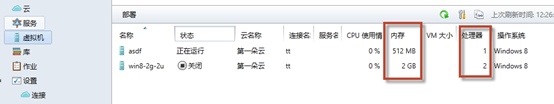 云
服务
虚拟机
库
作业
设置
连接
部署
上次刷新时间: 12:26:
名称 状态 云名称 连接名 服务名 CPU 使用情 内存 VM 大小 处理器 操作系统
asdf 正在运行 第一朵云 tt 0 % 512 MB 1 Windows 8
win8-2g-2u 关闭 第一朵云 tt 0 % 2 GB 2 Windows 8